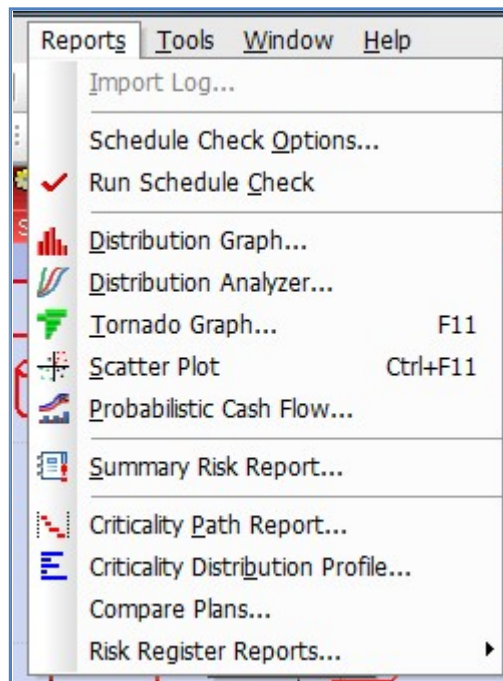 Reports Tools Window Help
Import Log...
Schedule Check Options...
Run Schedule Check
Distribution Graph...
Distribution Analyzer...
Tornado Graph... F11
Scatter Plot Ctrl+F11
Probabilistic Cash Flow...
Summary Risk Report...
Criticality Path Report...
Criticality Distribution Profile...
Compare Plans...
Risk Register Reports...